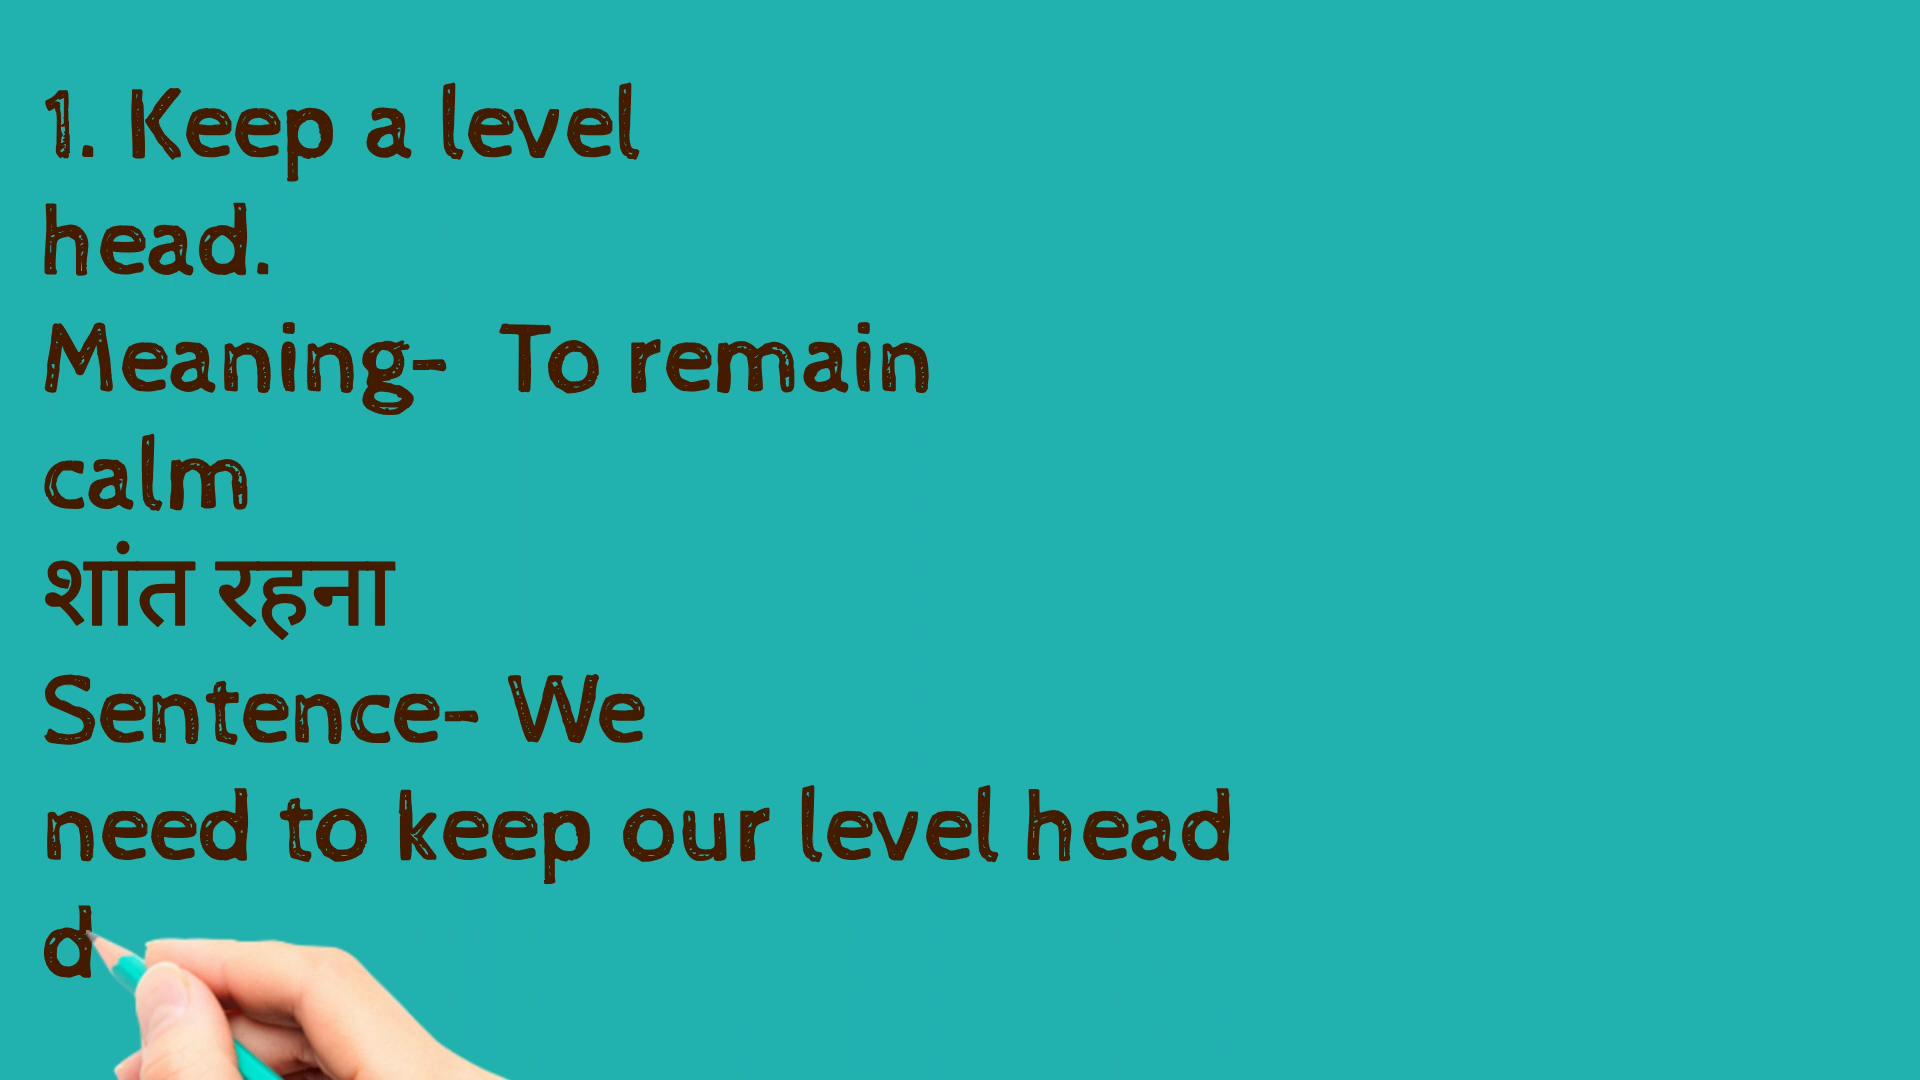 1. Keep a level
head.
Meaning-  To remain
calm
शांत रहना
Sentence- We
need to keep our level head
d